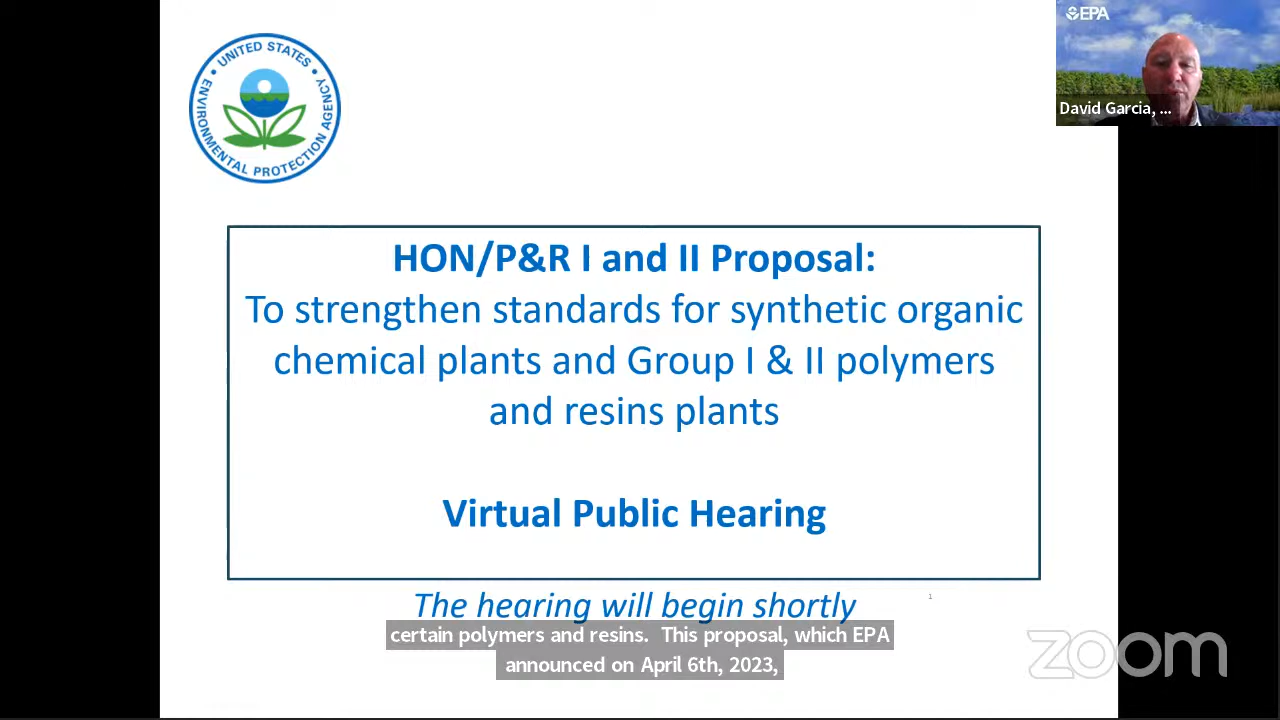 UNITED STATES
ENVIRONMENTAL PROTECTION AGENCY
EPA
David Garcia, ...
HON/P&R I and II Proposal:
To strengthen standards for synthetic organic
chemical plants and Group I & II polymers
and resins plants
Virtual Public Hearing
The hearing will begin shortly
1
certain polymers and resins. This proposal, which EPA
announced on April 6th, 2023,
zoom